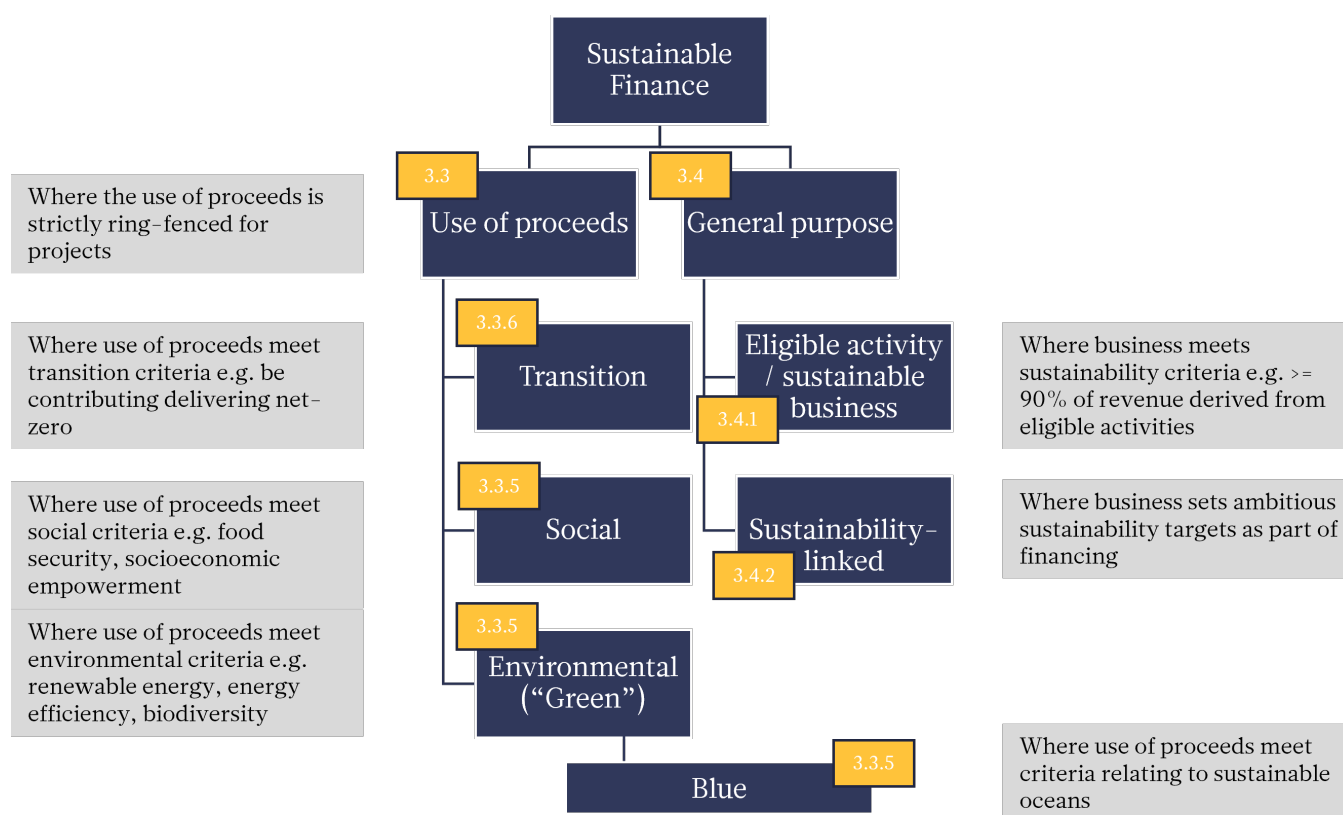 Sustainable
Finance
3.3
3.4
Where the use of proceeds is
strictly ring-fenced for
projects
Use of proceeds
General purpose
3.3.6
Where use of proceeds meet
transition criteria e.g. be
contributing delivering net-
zero
Transition
Eligible activity
/ sustainable
business
3.4.1
Where business meets
sustainability criteria e.g. >=
90% of revenue derived from
eligible activities
3.3.5
Where use of proceeds meet
social criteria e.g. food
security, socioeconomic
empowerment
Social
Sustainability-
linked
3.4.2
Where business sets ambitious
sustainability targets as part of
financing
3.3.5
Where use of proceeds meet
environmental criteria e.g.
renewable energy, energy
efficiency, biodiversity
Environmental
(“Green”)
3.3.5
Blue
Where use of proceeds meet
criteria relating to sustainable
oceans